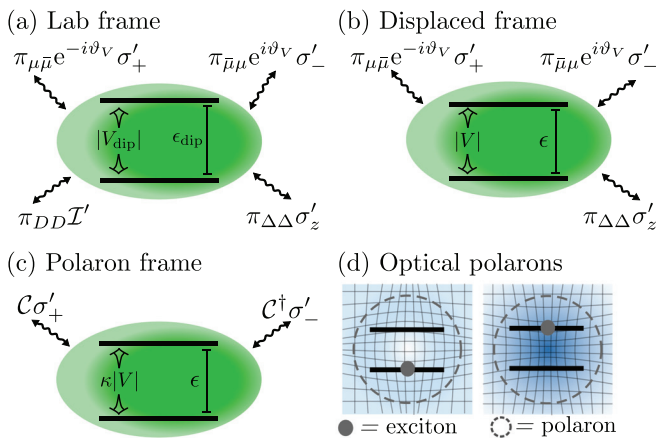 (a) Lab frame
π_{μμ̄}e^{-iϑ_V}σ′_+
π_{μ̄μ}e^{iϑ_V}σ′_-
|V_dip|
ϵ_dip
π_{DD}ℐ′
π_{ΔΔ}σ′_z
(b) Displaced frame
π_{μμ̄}e^{-iϑ_V}σ′_+
π_{μ̄μ}e^{iϑ_V}σ′_-
|V|
ϵ
π_{ΔΔ}σ′_z
(c) Polaron frame
𝒞σ′_+
𝒞†σ′_-
κ|V|
ϵ
(d) Optical polarons
= exciton
= polaron